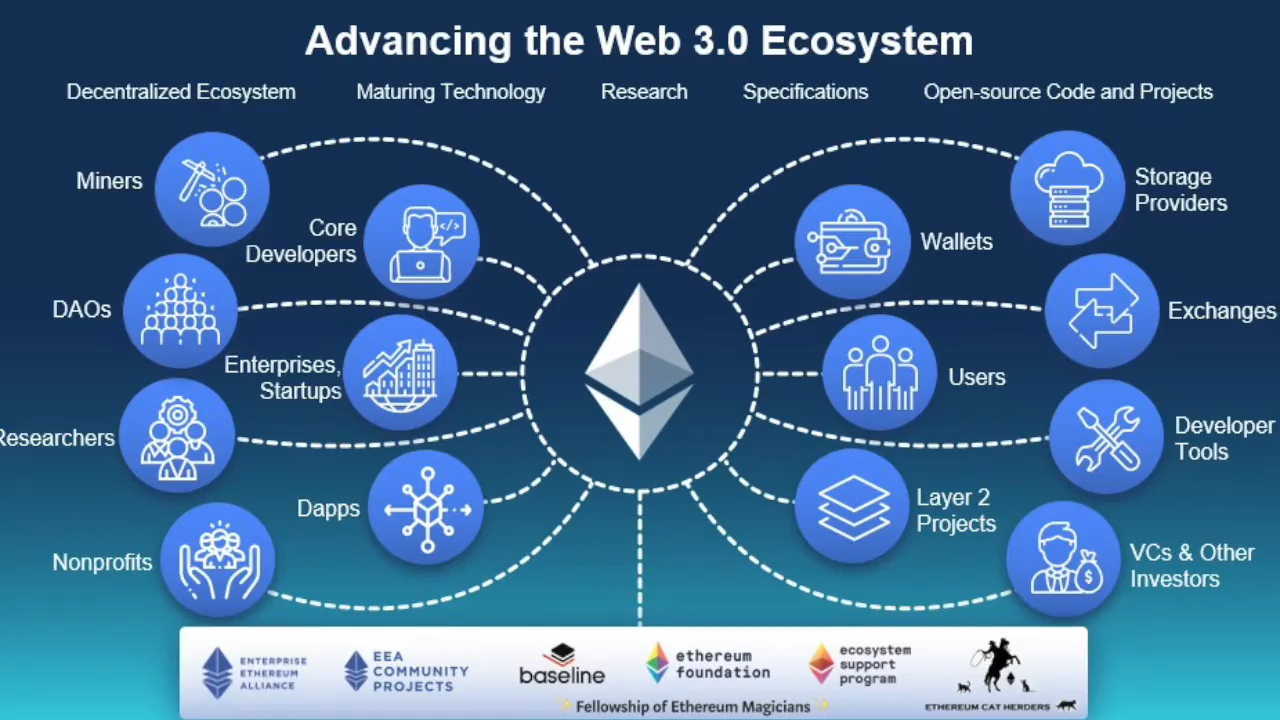 Advancing the Web 3.0 Ecosystem
Decentralized Ecosystem
Maturing Technology
Research
Specifications
Open-source Code and Projects
Miners
Core
Developers
</>
DAOs
Enterprises,
Startups
Researchers
Dapps
Nonprofits
Storage
Providers
Wallets
Exchanges
Users
Developer
Tools
Layer 2
Projects
$
VCs & Other
Investors
ENTERPRISE
ETHEREUM
ALLIANCE
EEA
COMMUNITY
PROJECTS
baseline
ethereum
foundation
ecosystem
support
program
Fellowship of Ethereum Magicians
ETHEREUM CAT HERDERS